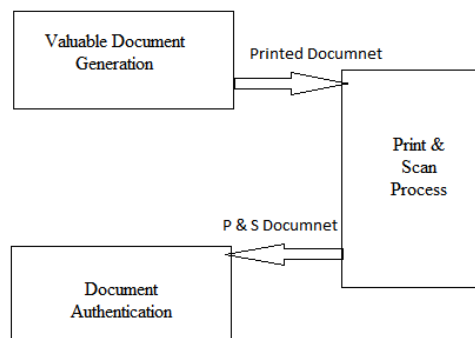 Valuable Document
Generation
Printed Documnet
Print &
Scan
Process
P & S Documnet
Document
Authentication